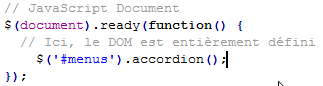 // JavaScript Document
$(document).ready(function() {
// Ici, le DOM est entièrement défini
$('#menus').accordion();
});